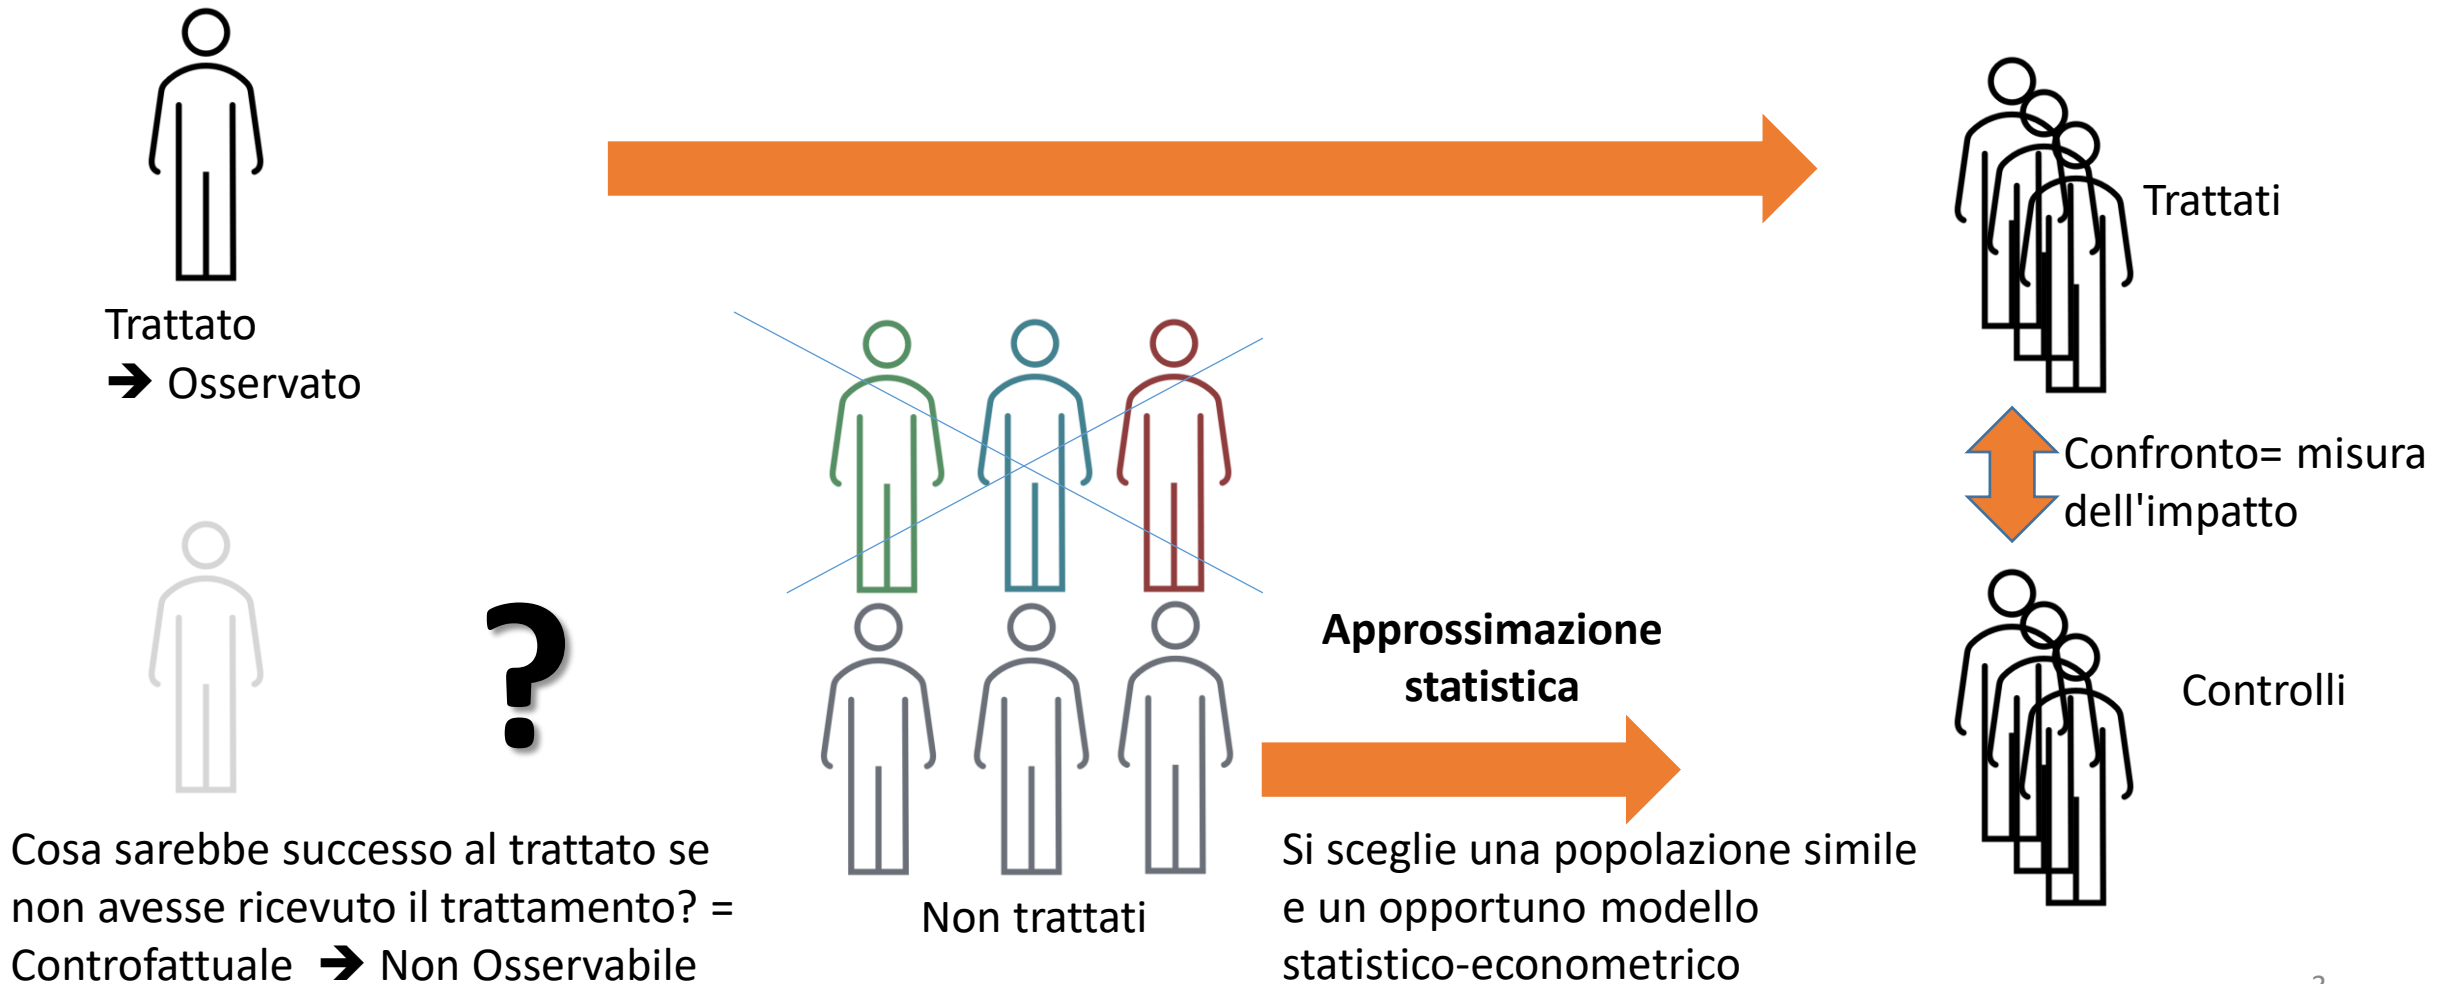 Trattato
➔ Osservato
Trattati
Confronto= misura
dell'impatto
?
Approssimazione
statistica
Controlli
Cosa sarebbe successo al trattato se
non avesse ricevuto il trattamento? =
Controfattuale ➔ Non Osservabile
Non trattati
Si sceglie una popolazione simile
e un opportuno modello
statistico-econometrico